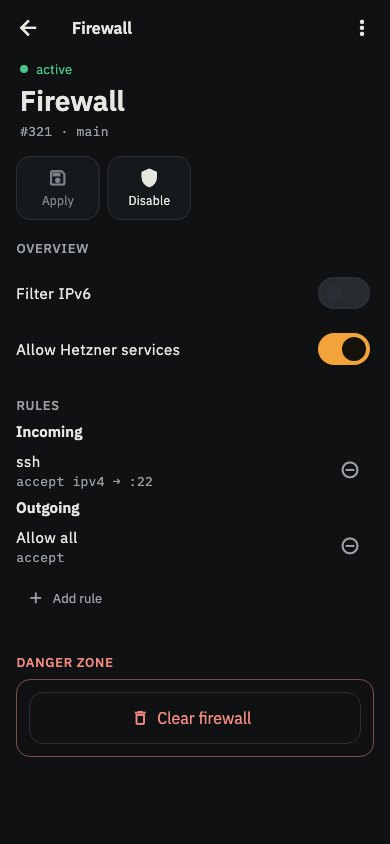 Firewall
active
Firewall
#321 · main
Apply
Disable
OVERVIEW
Filter IPv6
Allow Hetzner services
RULES
Incoming
ssh
accept ipv4 → :22
Outgoing
Allow all
accept
+ Add rule
DANGER ZONE
Clear firewall